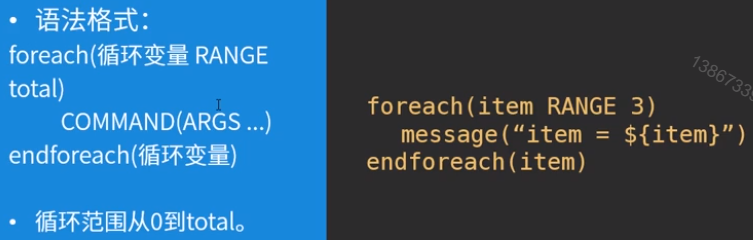 • 语法格式：
foreach(循环变量 RANGE
total)
COMMAND(ARGS ...)
endforeach(循环变量)
• 循环范围从0到total。
foreach(item RANGE 3)
message(“item = ${item}”)
endforeach(item)